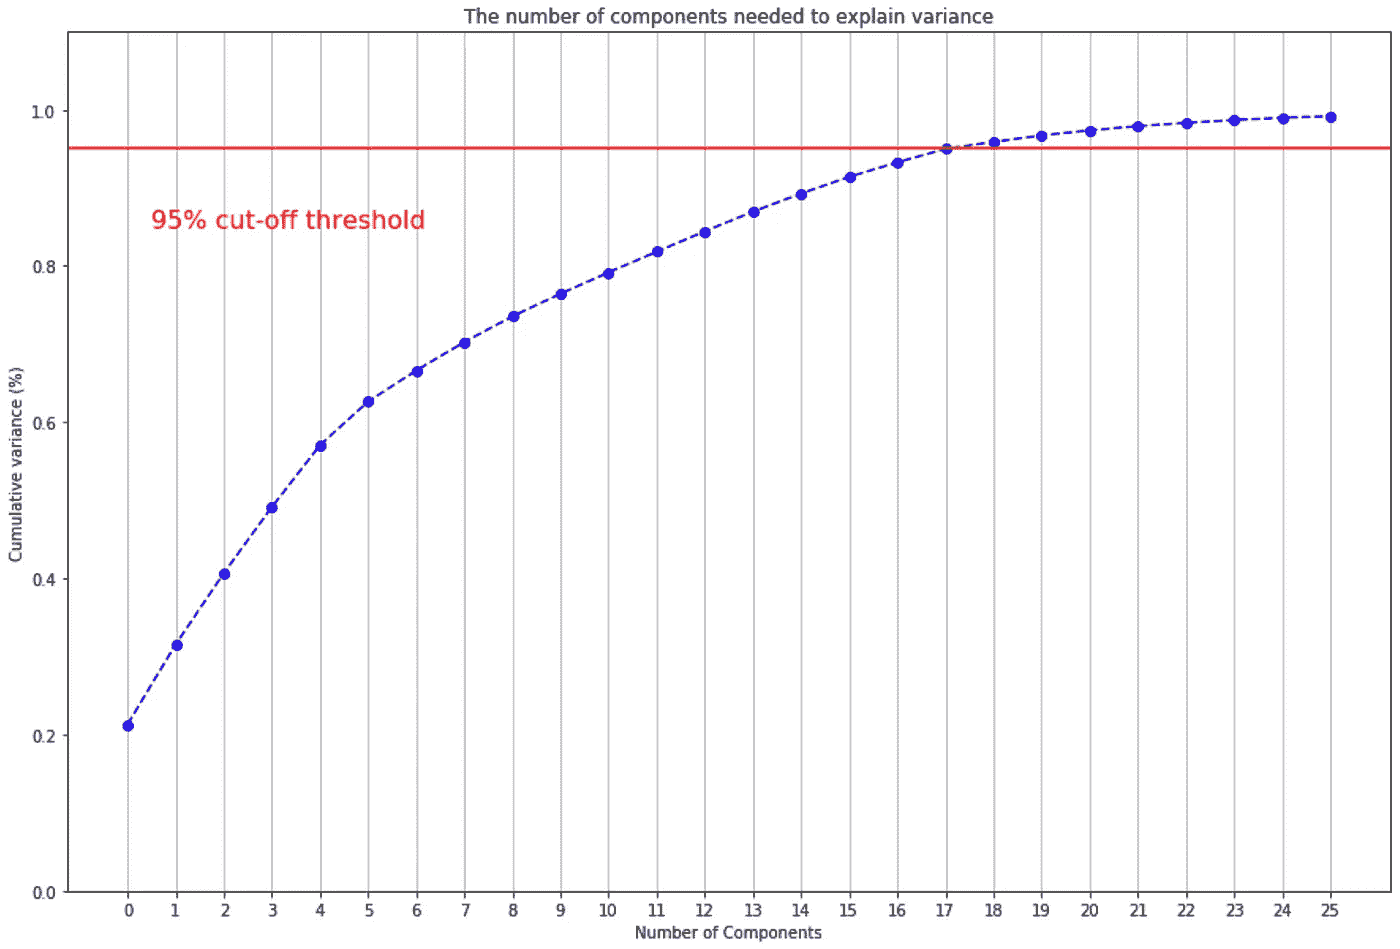 The number of components needed to explain variance
1.0
95% cut-off threshold
0.8
0.6
Cumulative variance (%)
0.4
0.2
0.0
0 1 2 3 4 5 6 7 8 9 10 11 12 13 14 15 16 17 18 19 20 21 22 23 24 25
Number of Components